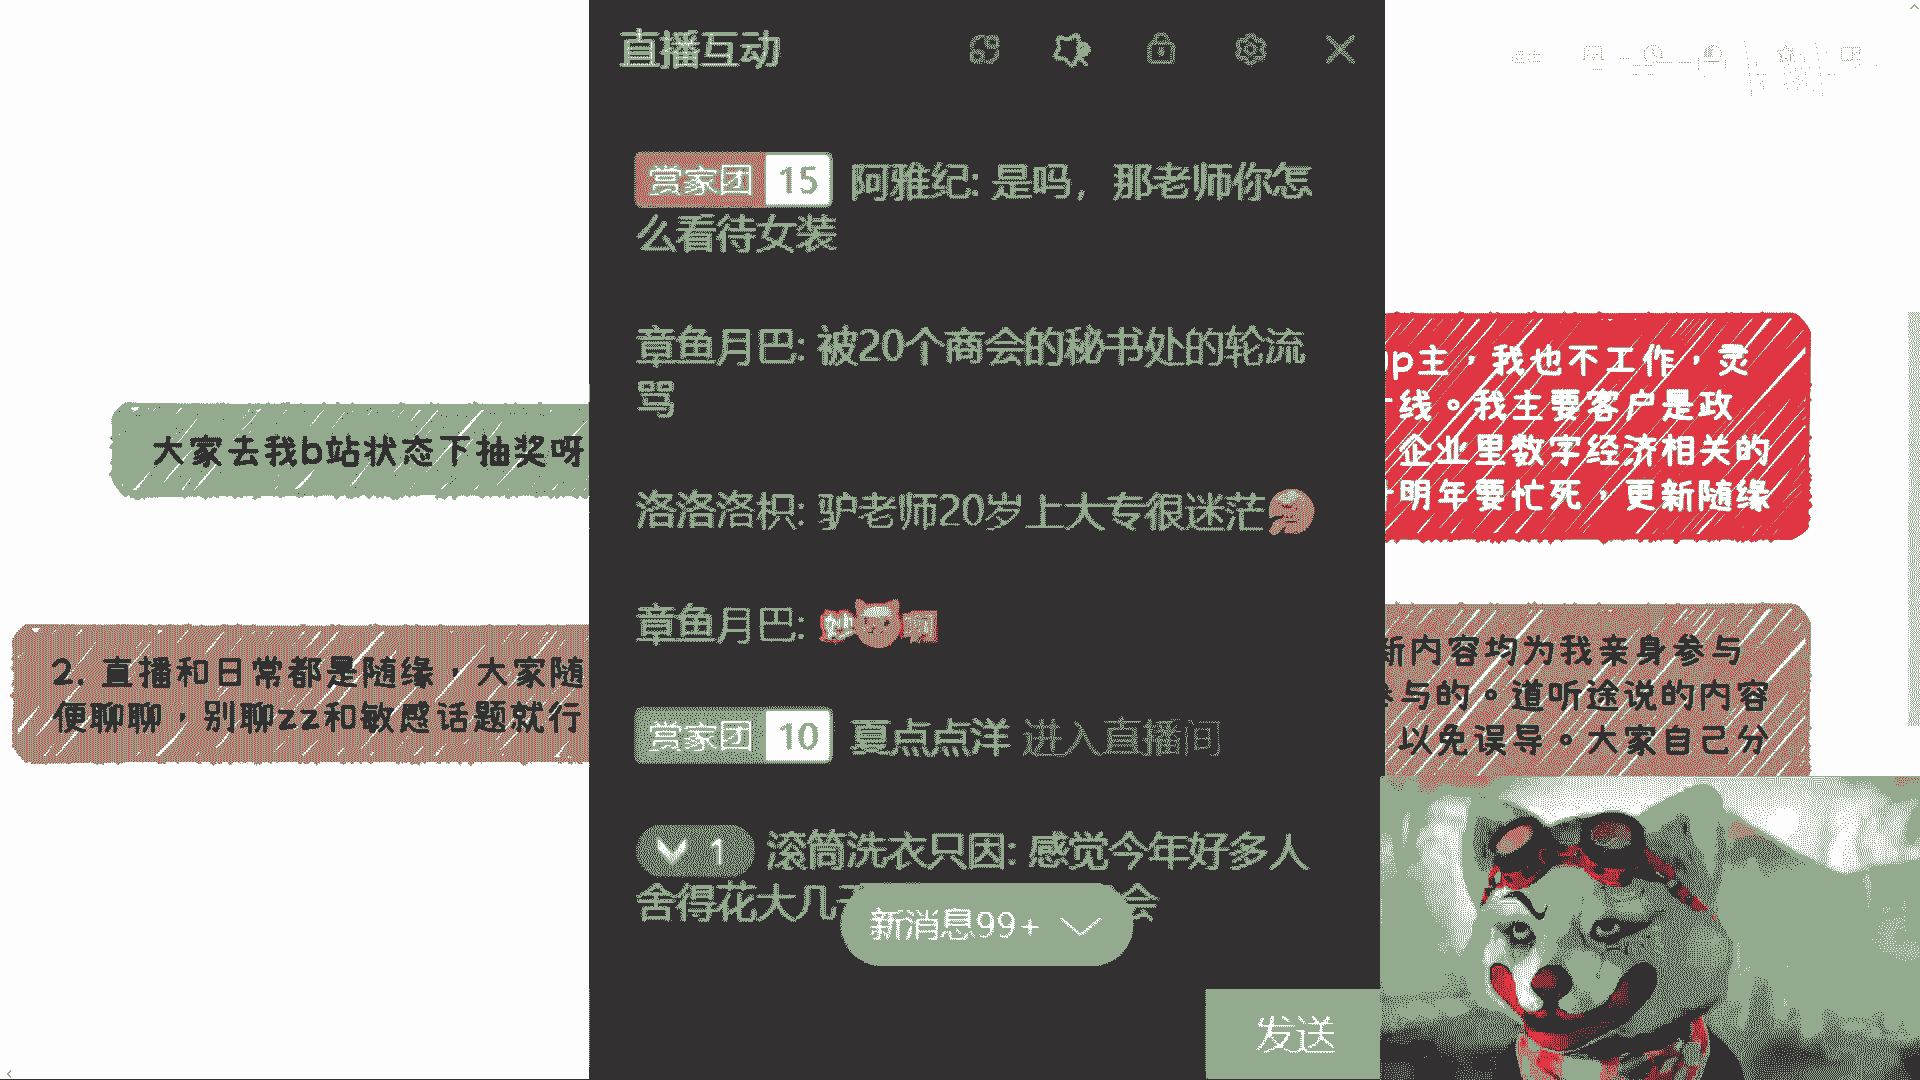 直播互动
赏家团 15 阿雅纪: 是吗，那老师你怎
么看待女装
章鱼月巴: 被20个商会的秘书处的轮流
骂
洛洛洛枳: 驴老师20岁上大专很迷茫
章鱼月巴:
赏家团 10 夏点点洋 进入直播间
1 滚筒洗衣只因: 感觉今年好多人
舍得花大几 会
新消息99+
发送
大家去我b站状态下抽奖呀
2. 直播和日常都是随缘，大家随
便聊聊，别聊zz和敏感话题就行
p主，我也不工作，灵
线。我主要客户是政
企业里数字经济相关的
明年要忙死，更新随缘
新内容均为我亲身参与
参与的。道听途说的内容
以免误导。大家自己分